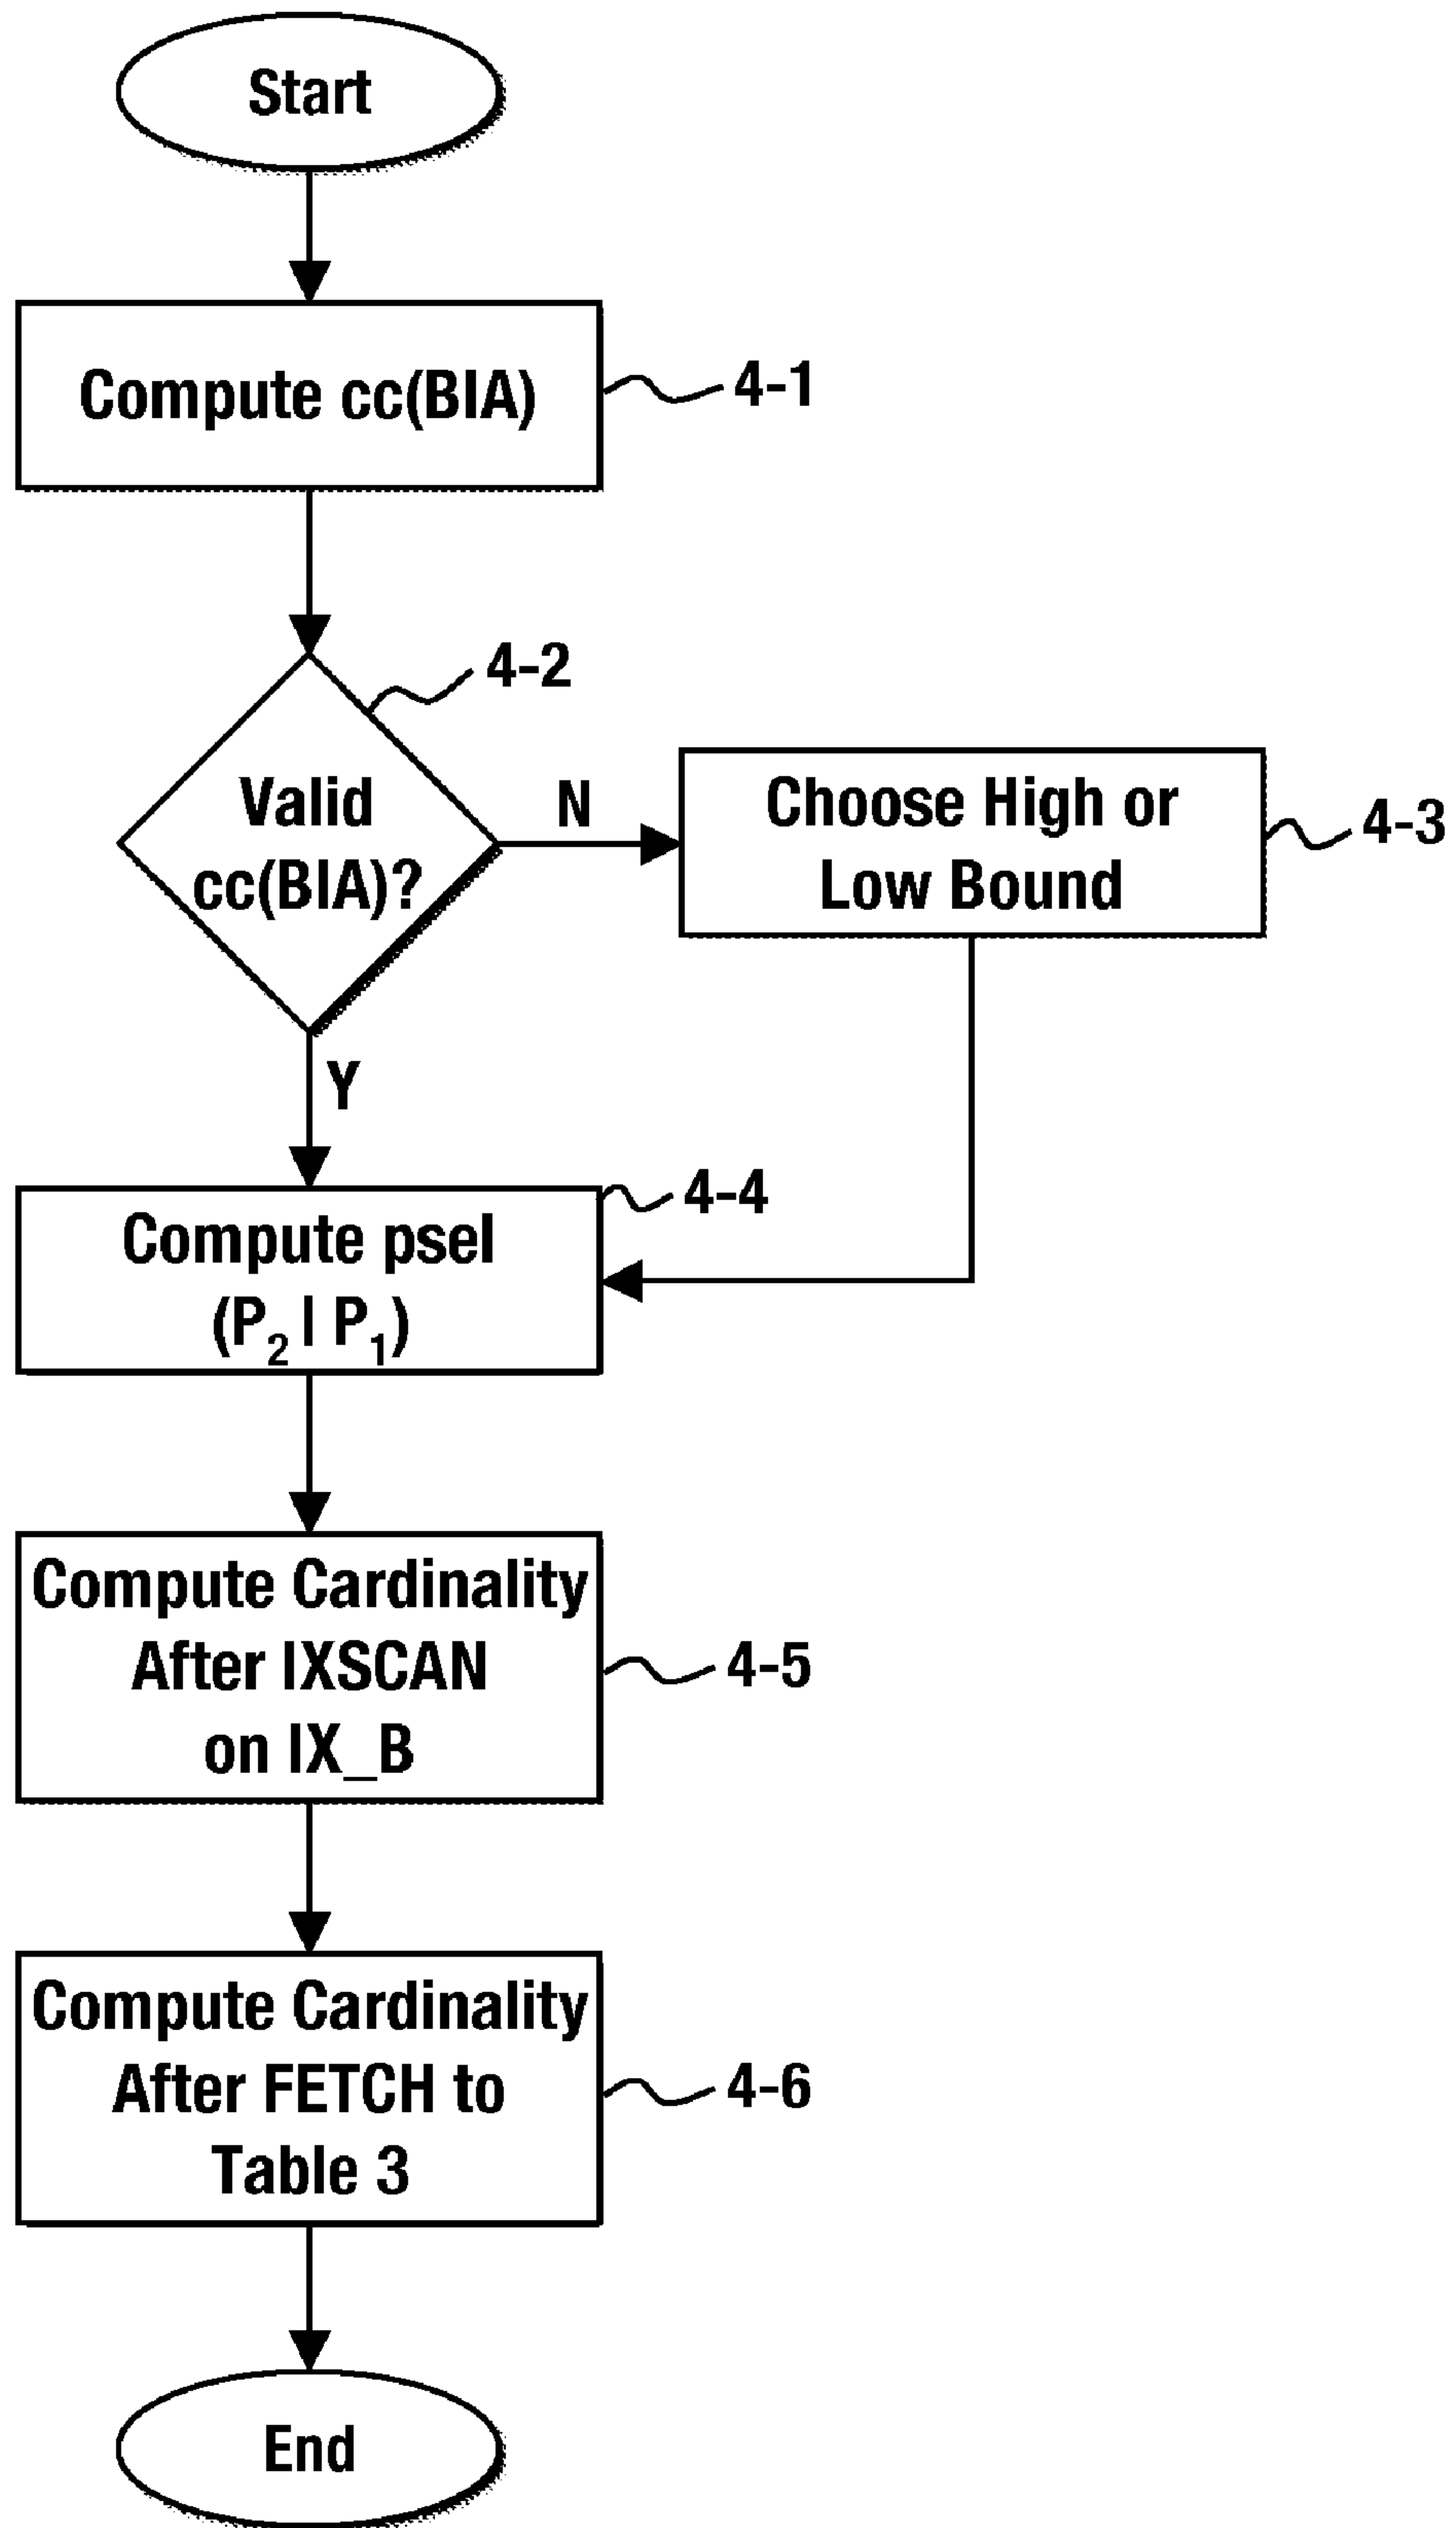 Start
Compute cc(BIA)
4-1
4-2
Valid
cc(BIA)?
N
Choose High or
Low Bound
4-3
Y
4-4
Compute psel
(P2 | P1)
Compute Cardinality
After IXSCAN
on IX_B
4-5
Compute Cardinality
After FETCH to
Table 3
4-6
End